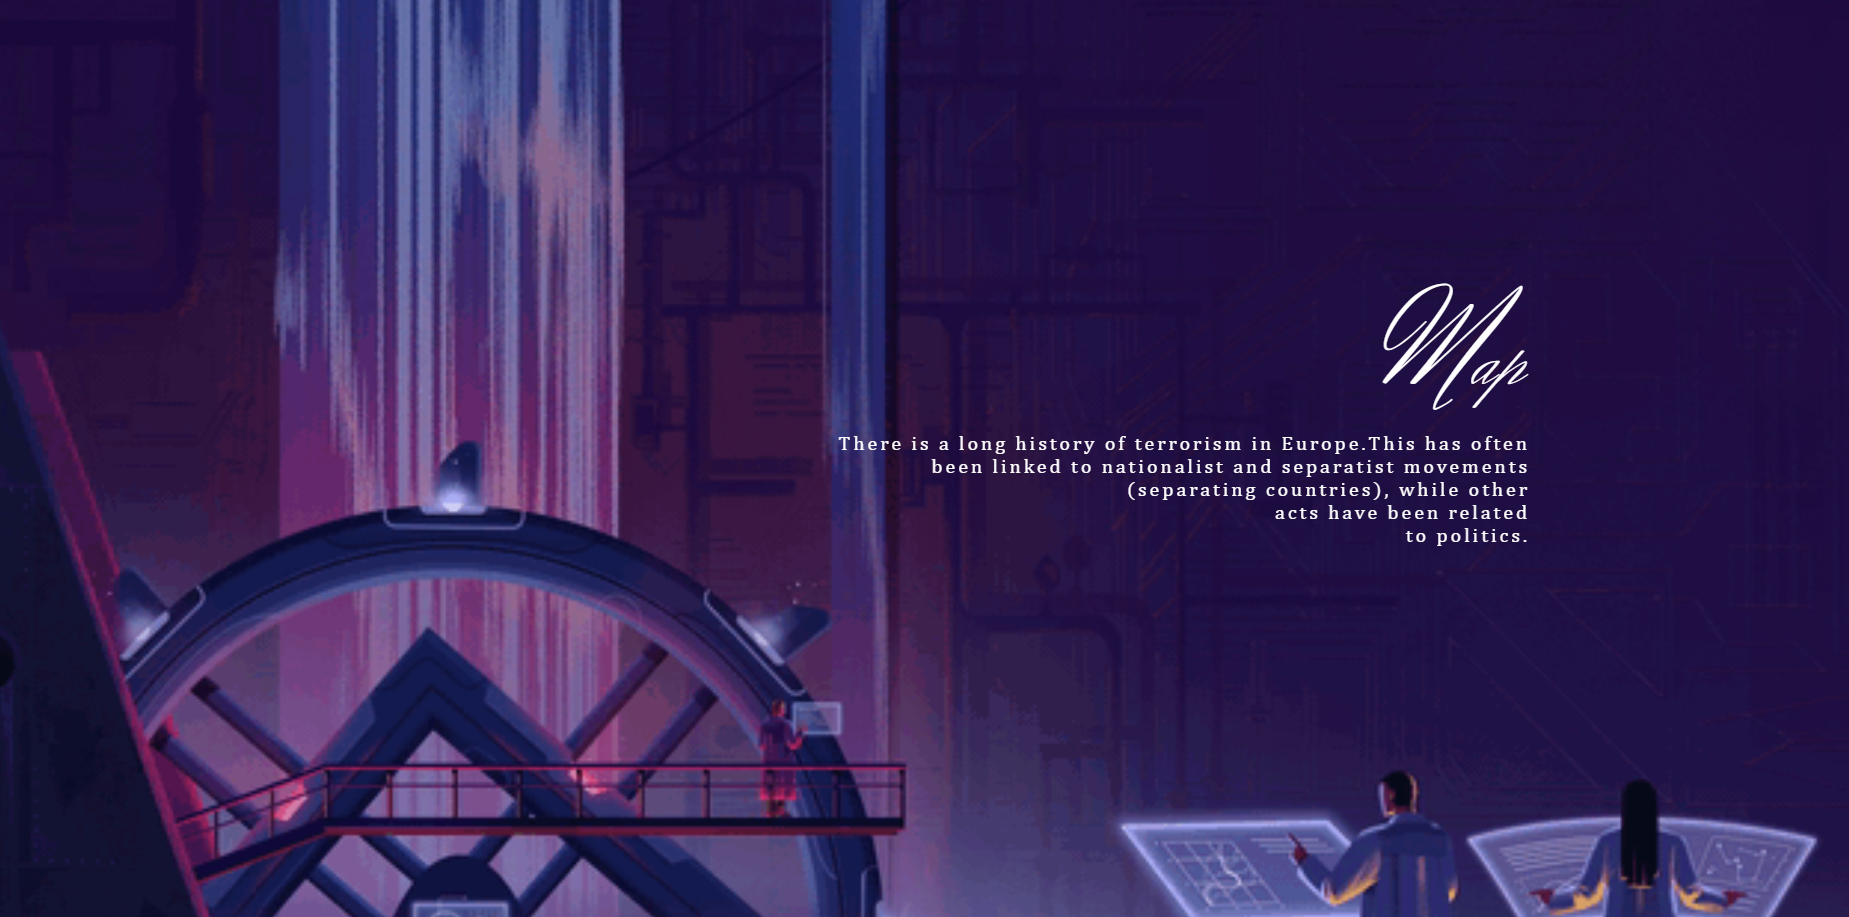 Map
There is a long history of terrorism in Europe.This has often
been linked to nationalist and separatist movements
(separating countries), while other
acts have been related
to politics.